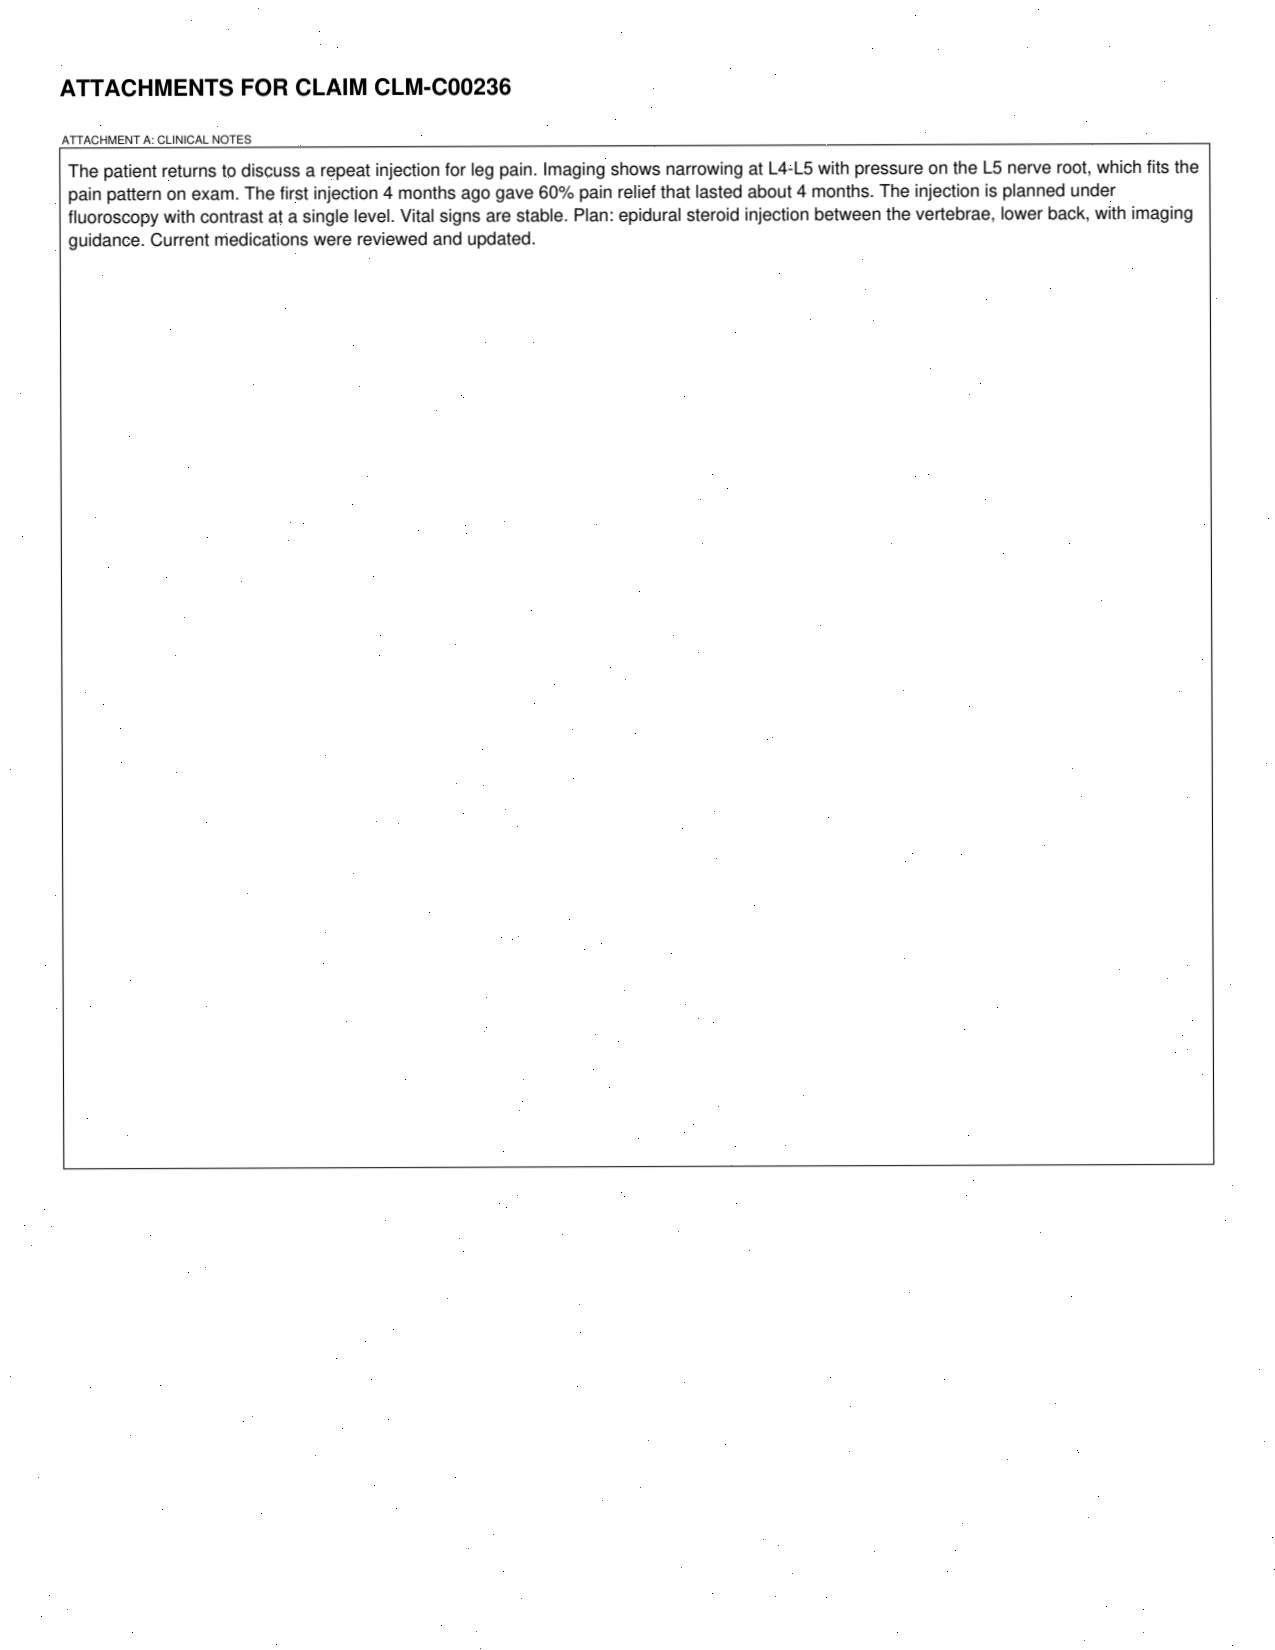 ATTACHMENTS FOR CLAIM CLM-C00236
ATTACHMENT A: CLINICAL NOTES
The patient returns to discuss a repeat injection for leg pain. Imaging shows narrowing at L4-L5 with pressure on the L5 nerve root, which fits the
pain pattern on exam. The first injection 4 months ago gave 60% pain relief that lasted about 4 months. The injection is planned under
fluoroscopy with contrast at a single level. Vital signs are stable. Plan: epidural steroid injection between the vertebrae, lower back, with imaging
guidance. Current medications were reviewed and updated.